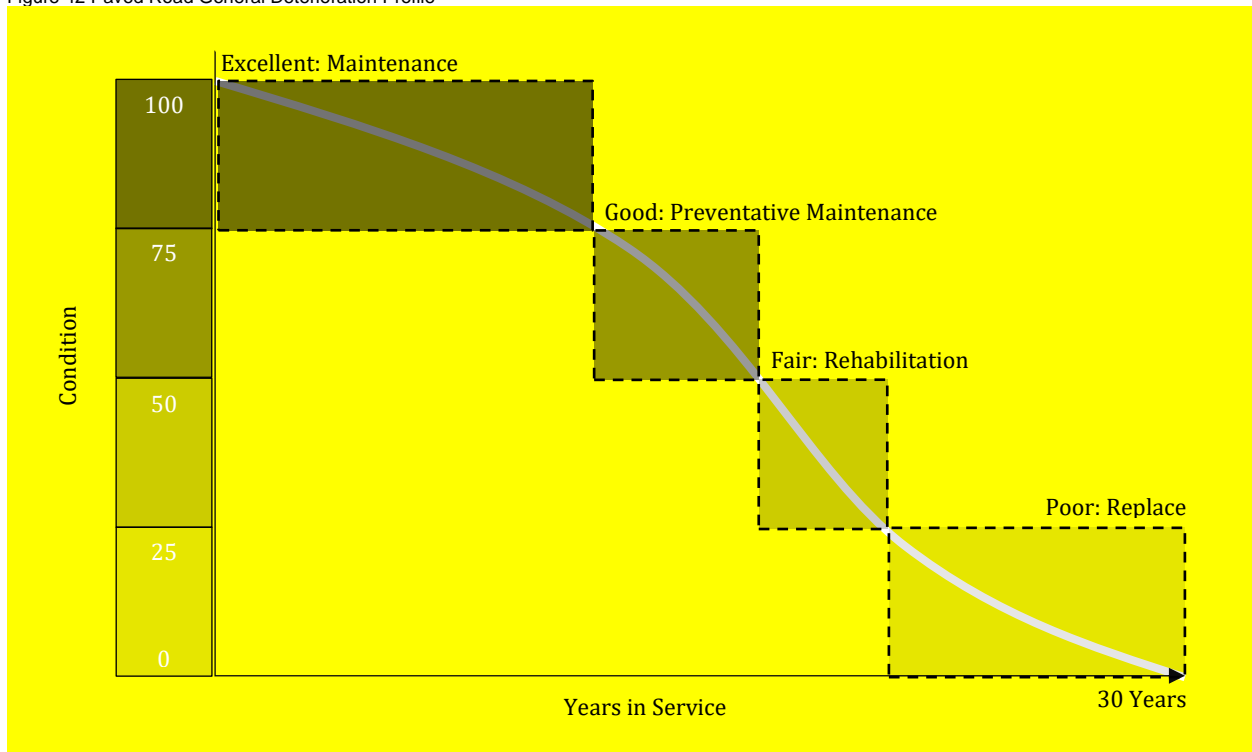 Figure 42 Paved Road General Deterioration Profile
Excellent: Maintenance
100
Good: Preventative Maintenance
75
Fair: Rehabilitation
Condition
50
Poor: Replace
25
0
30 Years
Years in Service